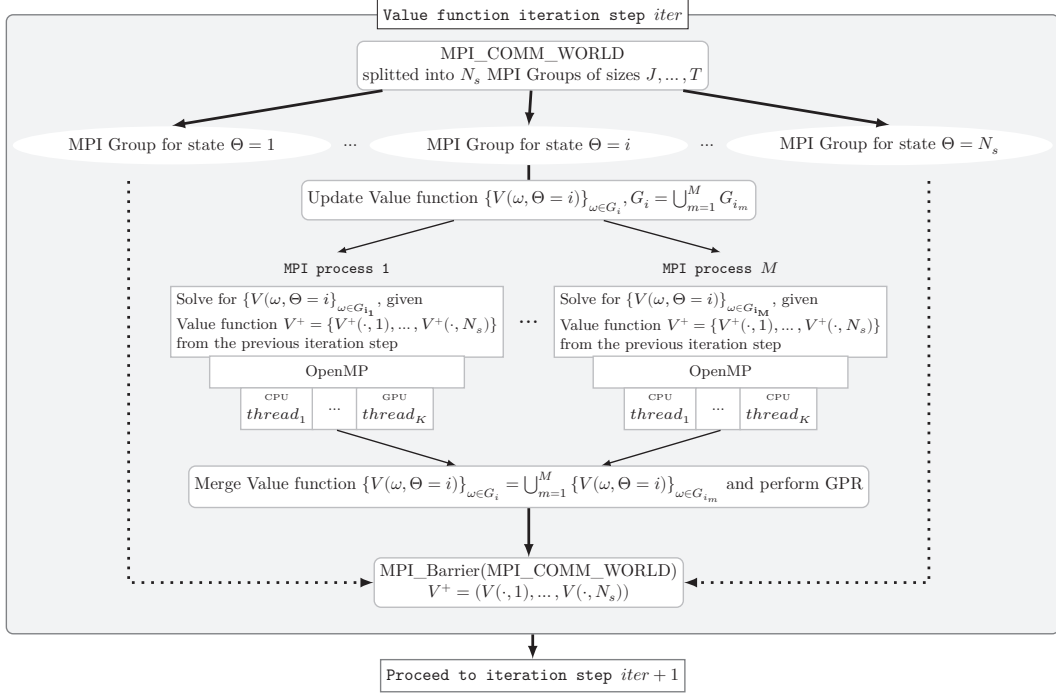 Value function iteration step iter
MPI_COMM_WORLD
splitted into N_s MPI Groups of sizes J, ..., T
MPI Group for state Θ = 1
...
MPI Group for state Θ = i
...
MPI Group for state Θ = N_s
Update Value function {V(ω, Θ = i)}_{ω∈G_i}, G_i = ⋃_{m=1}^{M} G_{i_m}
MPI process 1
MPI process M
Solve for {V(ω, Θ = i}_{ω∈G_{i_1}}, given
Value function V^+ = {V^+(·, 1), ..., V^+(·, N_s)}
from the previous iteration step
...
Solve for {V(ω, Θ = i)}_{ω∈G_{i_M}}, given
Value function V^+ = {V^+(·, 1), ..., V^+(·, N_s)}
from the previous iteration step
OpenMP
OpenMP
CPU
thread_1
...
GPU
thread_K
CPU
thread_1
...
CPU
thread_K
Merge Value function {V(ω, Θ = i)}_{ω∈G_i} = ⋃_{m=1}^{M} {V(ω, Θ = i)}_{ω∈G_{i_m}} and perform GPR
MPI_Barrier(MPI_COMM_WORLD)
V^+ = (V(·, 1), ..., V(·, N_s))
Proceed to iteration step iter + 1